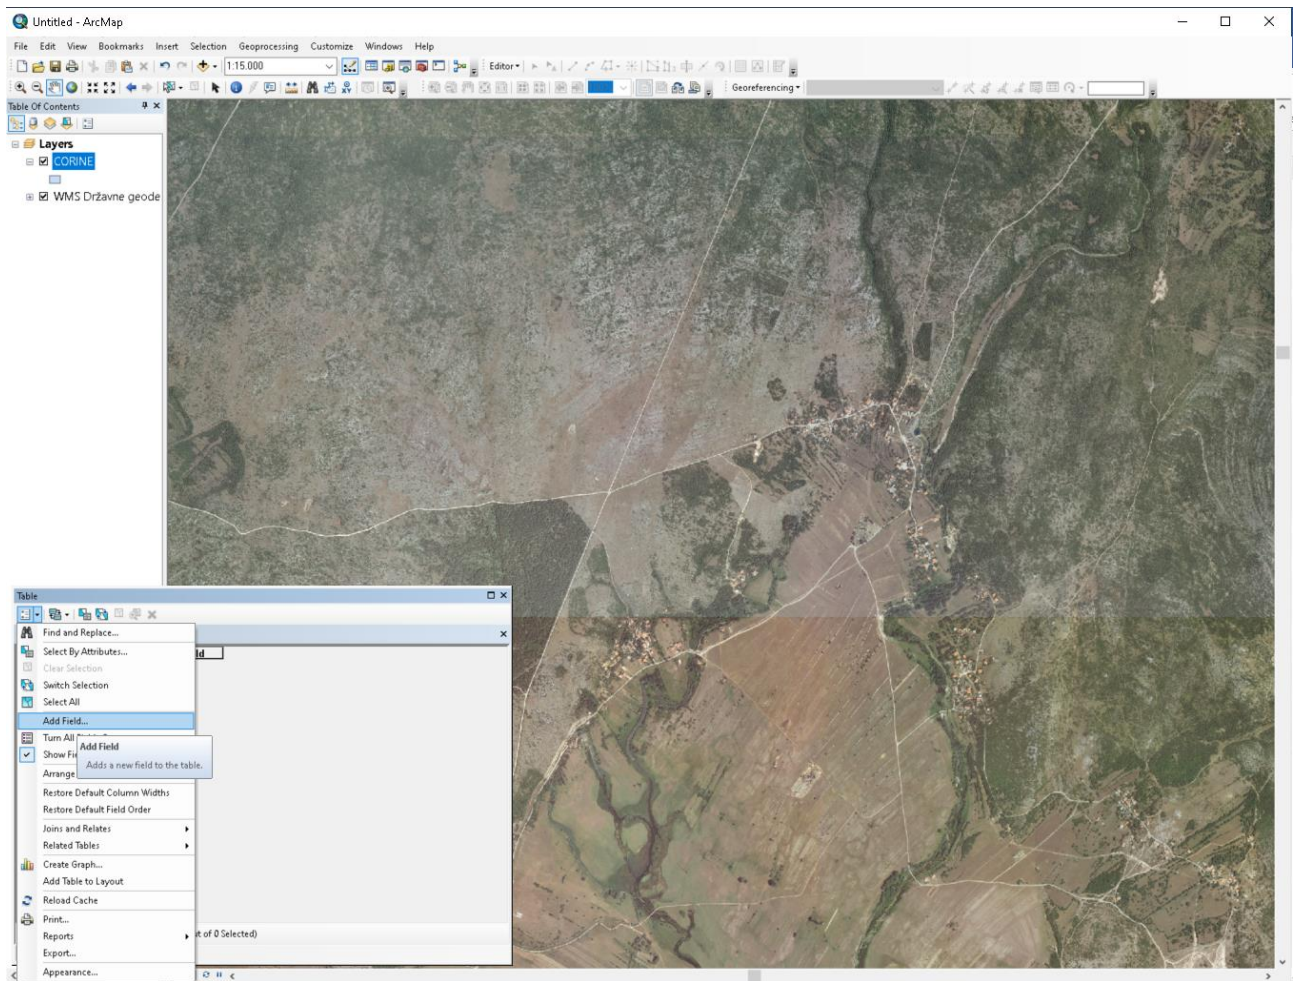 Untitled - ArcMap
File Edit View Bookmarks Insert Selection Geoprocessing Customize Windows Help
1:15.000 Editor
Georeferencing
Table Of Contents
Layers
CORINE
WMS Državne geode
Table
Find and Replace...
Select By Attributes...
Clear Selection
Switch Selection
Select All
Add Field...
Turn All
Add Field
Show Fi
Adds a new field to the table.
Arrange
Restore Default Column Widths
Restore Default Field Order
Joins and Relates
Related Tables
Create Graph...
Add Table to Layout
Reload Cache
Print...
Reports
t of 0 Selected)
Export...
Appearance...